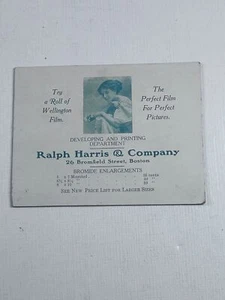 Try
a Roll of
Wellington
Film.
The
Perfect Film
For Perfect
Pictures.
DEVELOPING AND PRINTING
DEPARTMENT
Ralph Harris & Company
26 Bromfield Street, Boston
BROMIDE ENLARGEMENTS
SEE NEW PRICE LIST FOR LARGER SIZES